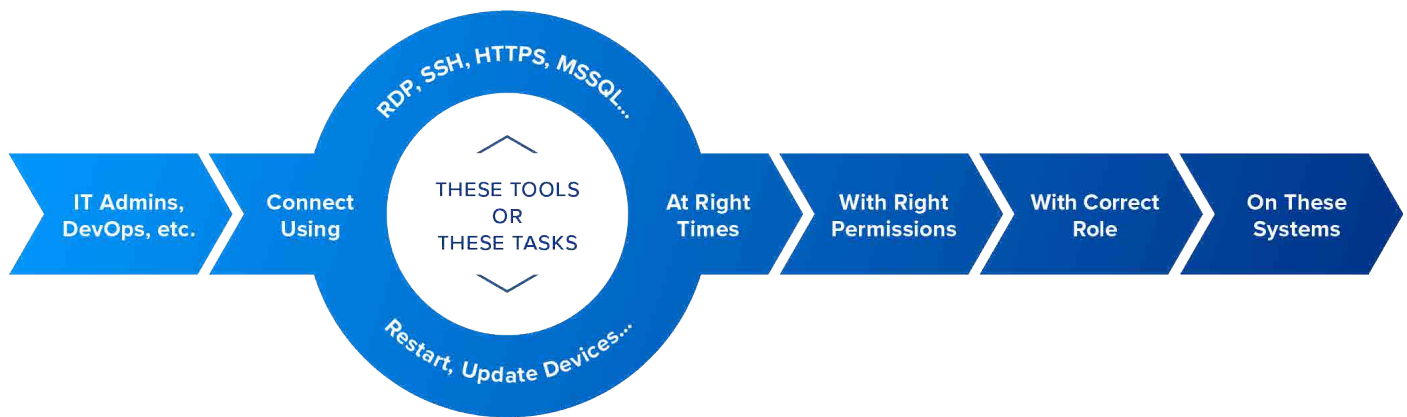 IT Admins,
DevOps, etc.
Connect
Using
RDP, SSH, HTTPS, MSSQL...
THESE TOOLS
OR
THESE TASKS
Restart, Update Devices...
At Right
Times
With Right
Permissions
With Correct
Role
On These
Systems